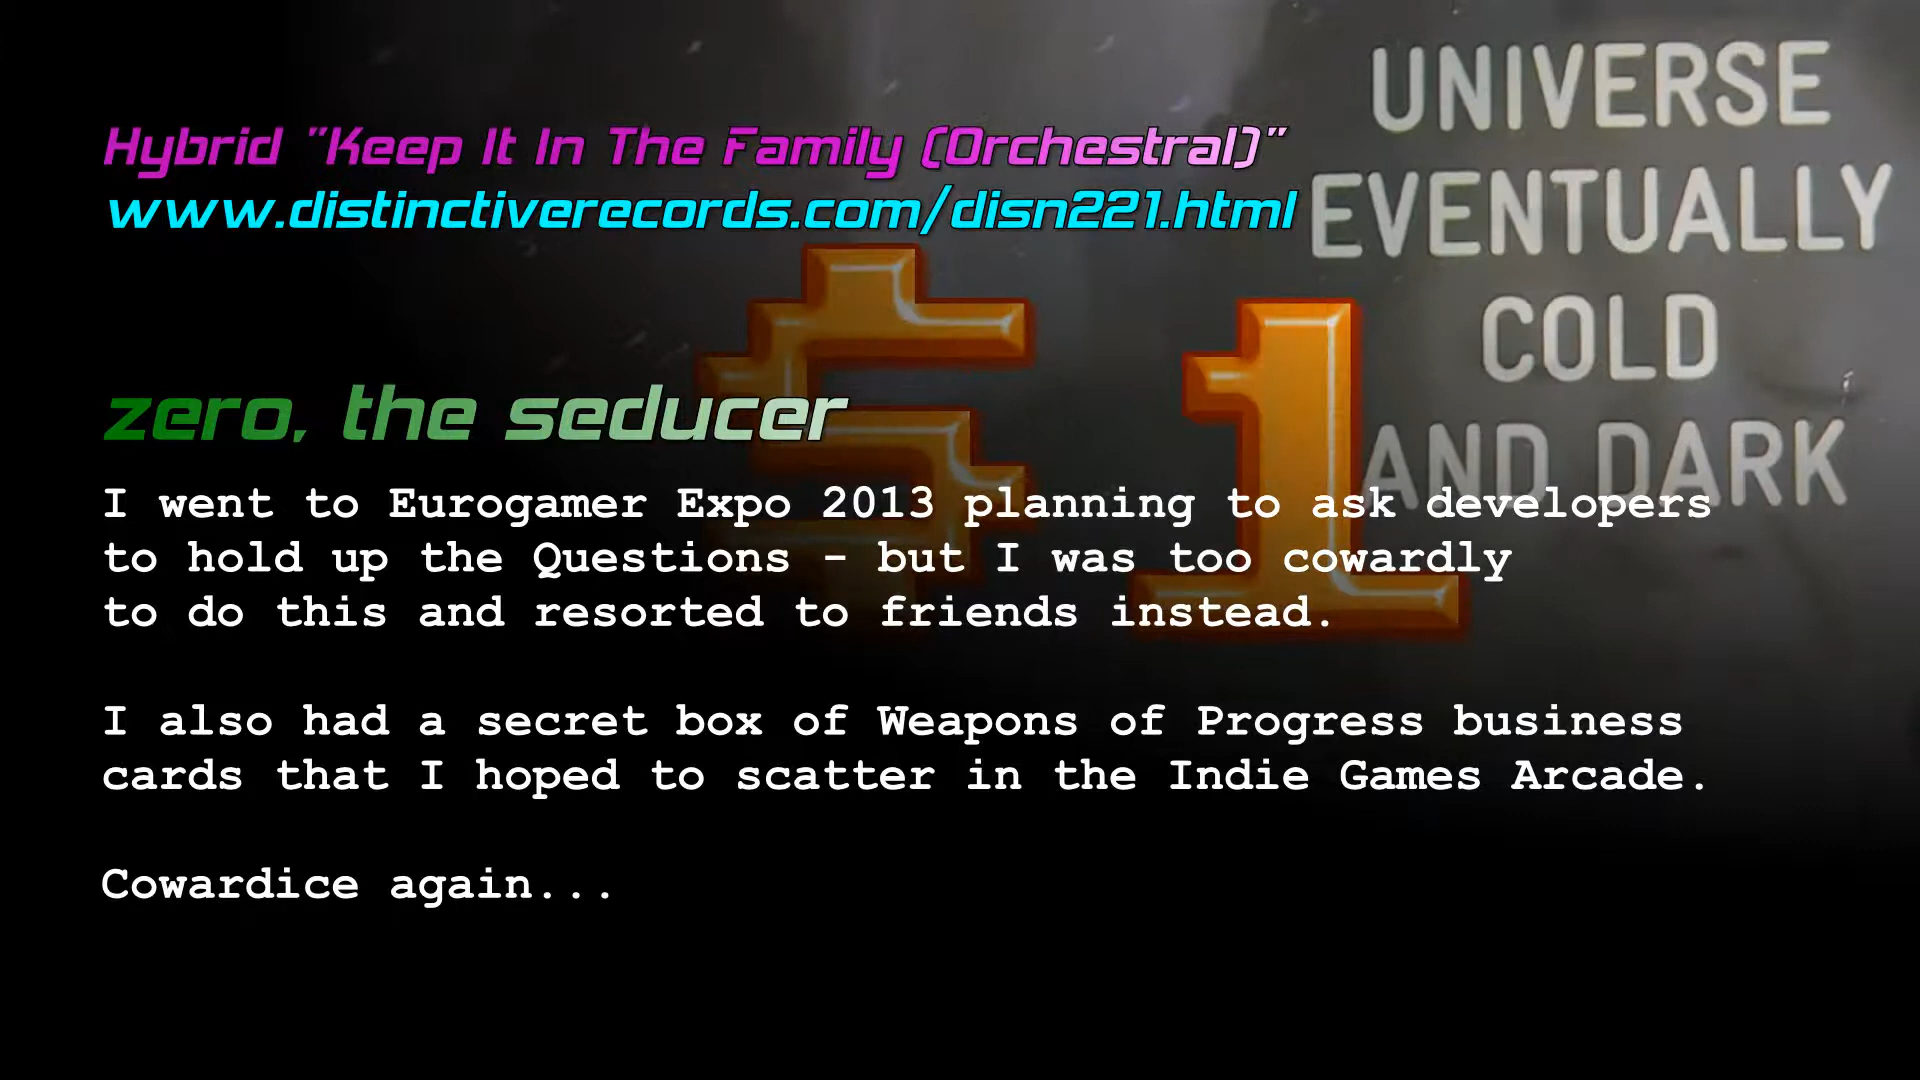 UNIVERSE
EVENTUALLY
COLD
AND DARK
Hybrid "Keep It In The Family (Orchestral)"
www.distinctiverecords.com/disn221.html
$ 1
zero, the seducer
I went to Eurogamer Expo 2013 planning to ask developers
to hold up the Questions - but I was too cowardly
to do this and resorted to friends instead.
I also had a secret box of Weapons of Progress business
cards that I hoped to scatter in the Indie Games Arcade.
Cowardice again...